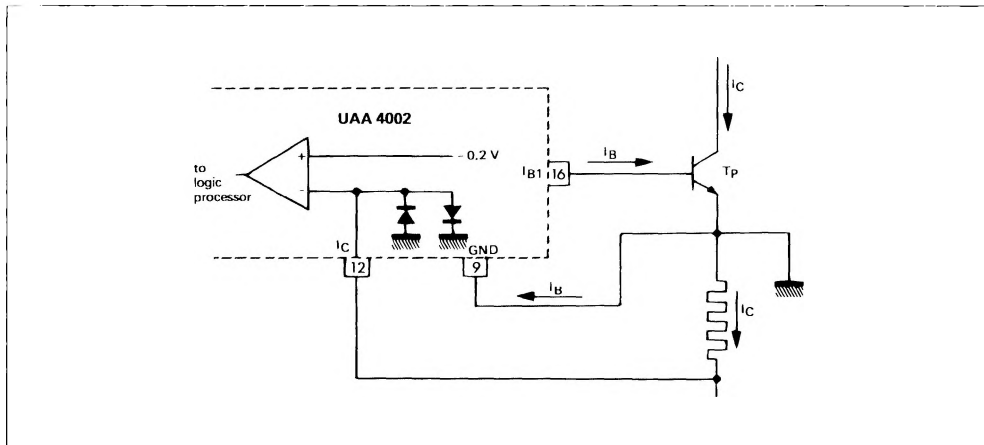 UAA 4002
IC
+
-0.2 V
IB
to
logic
processor
-
IB1
16
TP
IC
GND
12
9
IB
IC